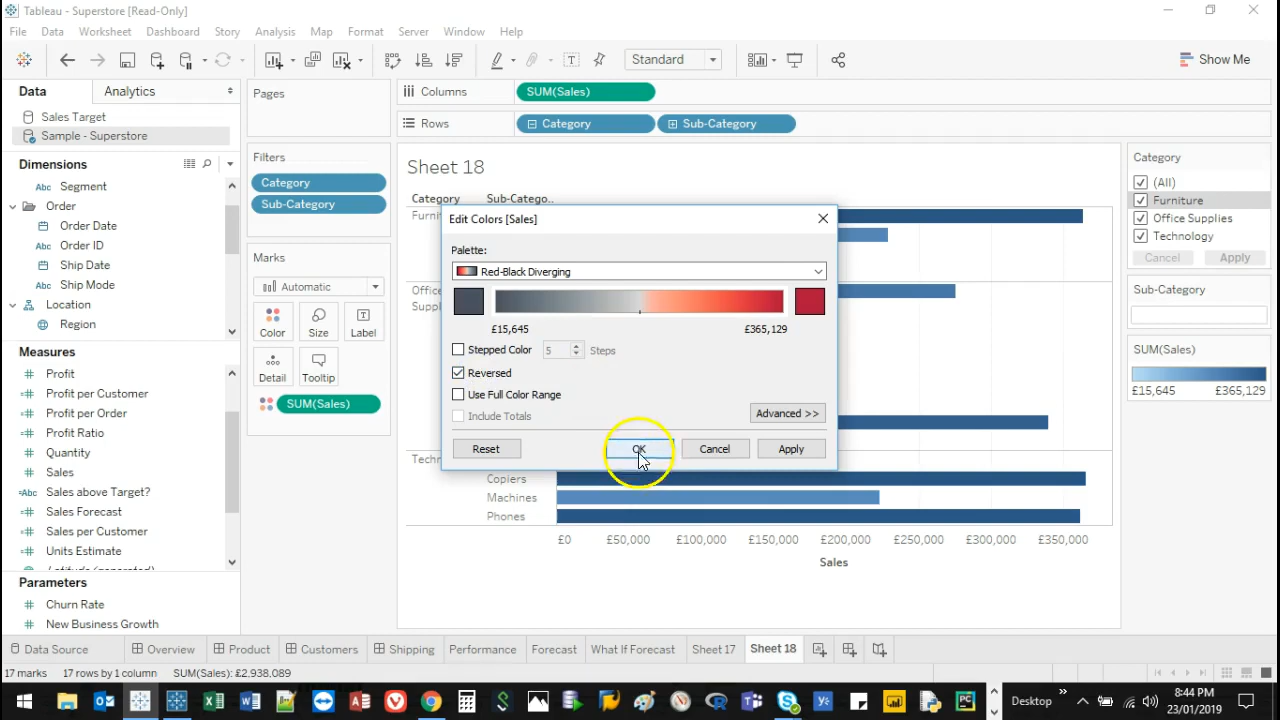 Tableau - Superstore [Read-Only]
File Data Worksheet Dashboard Story Analysis Map Format Server Window Help
Standard
Show Me
Data Analytics
Sales Target
Sample - Superstore
Dimensions
Abc Segment
Order
Order Date
Abc Order ID
Ship Date
Abc Ship Mode
Location
Region
Measures
Profit
Profit per Customer
Profit per Order
Profit Ratio
Quantity
Sales
Abc Sales above Target?
Sales Forecast
Sales per Customer
Units Estimate
Parameters
Churn Rate
New Business Growth
Pages
Filters
Category
Sub-Category
Marks
Automatic
Color Size Label
Detail Tooltip
SUM(Sales)
Columns SUM(Sales)
Rows Category Sub-Category
Sheet 18
Category Sub-Catego..
Edit Colors [Sales]
Palette:
Red-Black Diverging
£15,645 £365,129
Stepped Color 5 Steps
Reversed
Use Full Color Range
Include Totals
Advanced >>
Reset OK Cancel Apply
Copiers
Machines
Phones
£0 £50,000 £100,000 £150,000 £200,000 £250,000 £300,000 £350,000
Sales
Category
(All)
Furniture
Office Supplies
Technology
Cancel Apply
Sub-Category
SUM(Sales)
£15,645 £365,129
Data Source Overview Product Customers Shipping Performance Forecast What If Forecast Sheet 17 Sheet 18
17 marks 17 rows by 1 column SUM(Sales): £2,938,089
Desktop
8:44 PM
23/01/2019